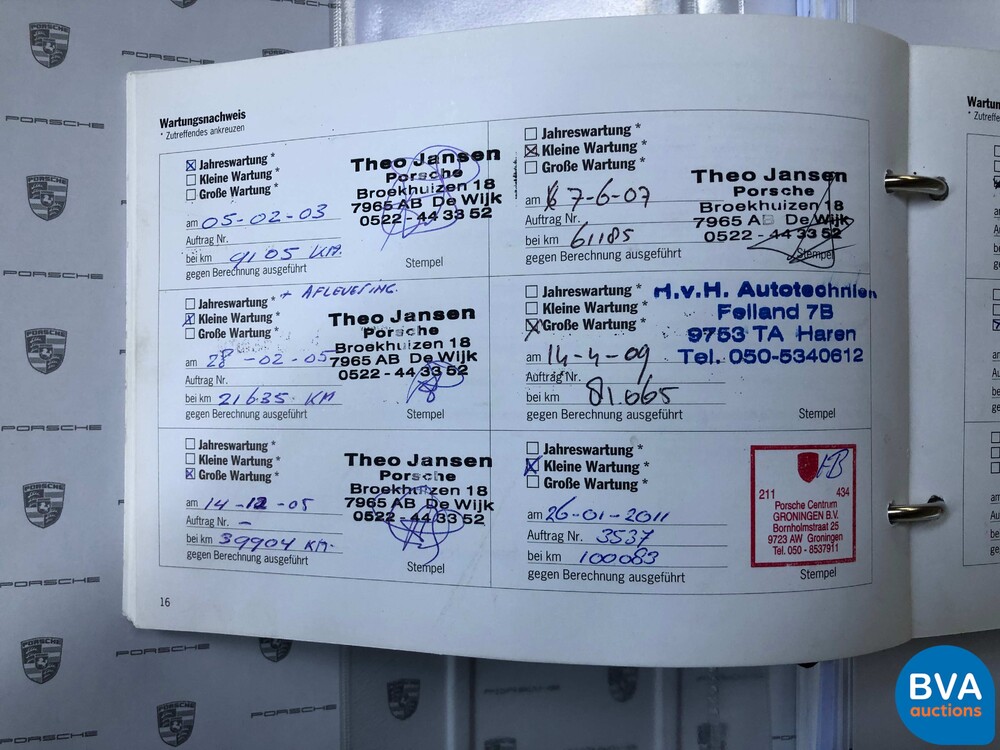 Wartungsnachweis
* Zutreffendes ankreuzen
Jahreswartung *
Kleine Wartung *
Große Wartung *
am 05-02-03
Auftrag Nr.
bei km 9105 KM.
gegen Berechnung ausgeführt
Theo Jansen
Porsche
Broekhuizen 18
7965 AB De Wijk
0522 - 44 33 52
Stempel
Jahreswartung * + AFLEVERING.
Kleine Wartung *
Große Wartung *
am 28-02-05
Auftrag Nr.
bei km 21635 KM
gegen Berechnung ausgeführt
Theo Jansen
Porsche
Broekhuizen 18
7965 AB De Wijk
0522 - 44 33 52
Stempel
Jahreswartung *
Kleine Wartung *
Große Wartung *
am 14-12-05
Auftrag Nr. -
bei km 39904 KM.
gegen Berechnung ausgeführt
Theo Jansen
Porsche
Broekhuizen 18
7965 AB De Wijk
0522 - 44 33 52
Stempel
16
Jahreswartung *
Kleine Wartung *
Große Wartung *
am 7-6-07
Auftrag Nr.
bei km 61185
gegen Berechnung ausgeführt
Theo Jansen
Porsche
Broekhuizen 18
7965 AB De Wijk
0522 - 44 33 52
Stempel
Jahreswartung *
Kleine Wartung *
Große Wartung *
am 14-4-09
Auftrag Nr.
bei km 81.665
gegen Berechnung ausgeführt
H.v.H. Autotechniek
Felland 7B
9753 TA Haren
Tel. 050-5340612
Stempel
Jahreswartung *
Kleine Wartung *
Große Wartung *
am 26-01-2011
Auftrag Nr. 3537
bei km 100083
gegen Berechnung ausgeführt
211 434
Porsche Centrum
GRONINGEN B.V.
Bornholmstraat 25
9723 AW Groningen
Tel. 050 - 8537911
Stempel
PORSCHE
PORSCHE
PORSCHE
PORSCHE
PORSCHE
PORSCHE
PORSCHE
PORSCHE
BVA
auctions